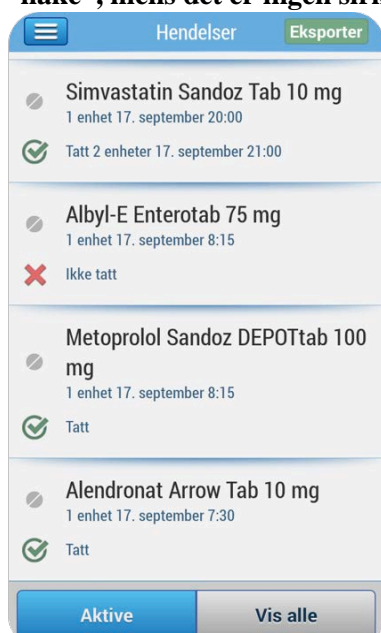 Hendelser
Eksporter
Simvastatin Sandoz Tab 10 mg
1 enhet 17. september 20:00
Tatt 2 enheter 17. september 21:00
Albyl-E Enterotab 75 mg
1 enhet 17. september 8:15
Ikke tatt
Metoprolol Sandoz DEPOTtab 100
mg
1 enhet 17. september 8:15
Tatt
Alendronat Arrow Tab 10 mg
1 enhet 17. september 7:30
Tatt
Aktive
Vis alle